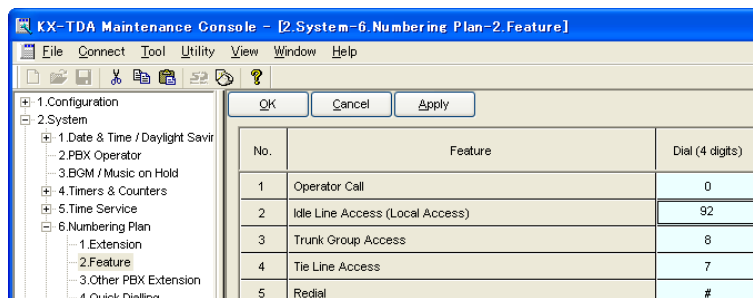 KX-TDA Maintenance Console - [2.System-6.Numbering Plan-2.Feature]
File Connect Tool Utility View Window Help
1.Configuration
2.System
1.Date & Time / Daylight Savir
2.PBX Operator
3.BGM / Music on Hold
4.Timers & Counters
5.Time Service
6.Numbering Plan
1.Extension
2.Feature
3.Other PBX Extension
4.Quick Dialling
OK Cancel Apply
No. Feature Dial (4 digits)
1 Operator Call 0
2 Idle Line Access (Local Access) 92
3 Trunk Group Access 8
4 Tie Line Access 7
5 Redial #